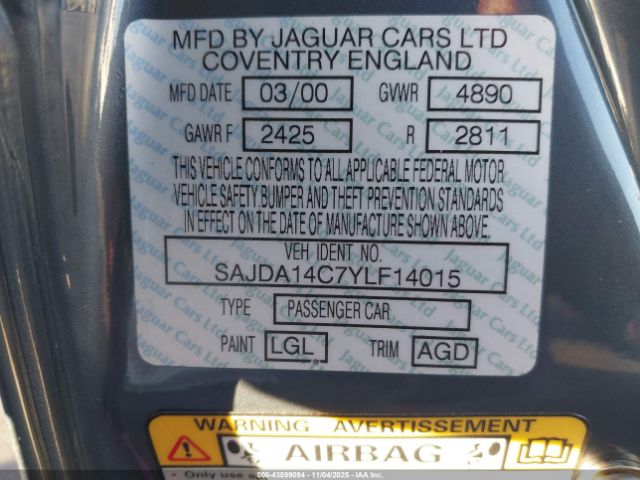 MFD BY JAGUAR CARS LTD
COVENTRY ENGLAND
MFD DATE 03/00 GVWR 4890
GAWR F 2425 R 2811
THIS VEHICLE CONFORMS TO ALL APPLICABLE FEDERAL MOTOR
VEHICLE SAFETY BUMPER AND THEFT PREVENTION STANDARDS
IN EFFECT ON THE DATE OF MANUFACTURE SHOWN ABOVE.
VEH IDENT NO.
SAJDA14C7YLF14015
TYPE PASSENGER CAR
PAINT LGL TRIM AGD
WARNING AVERTISSEMENT
AIRBAG
• Only use
000-43599094 - 11/04/2025 -